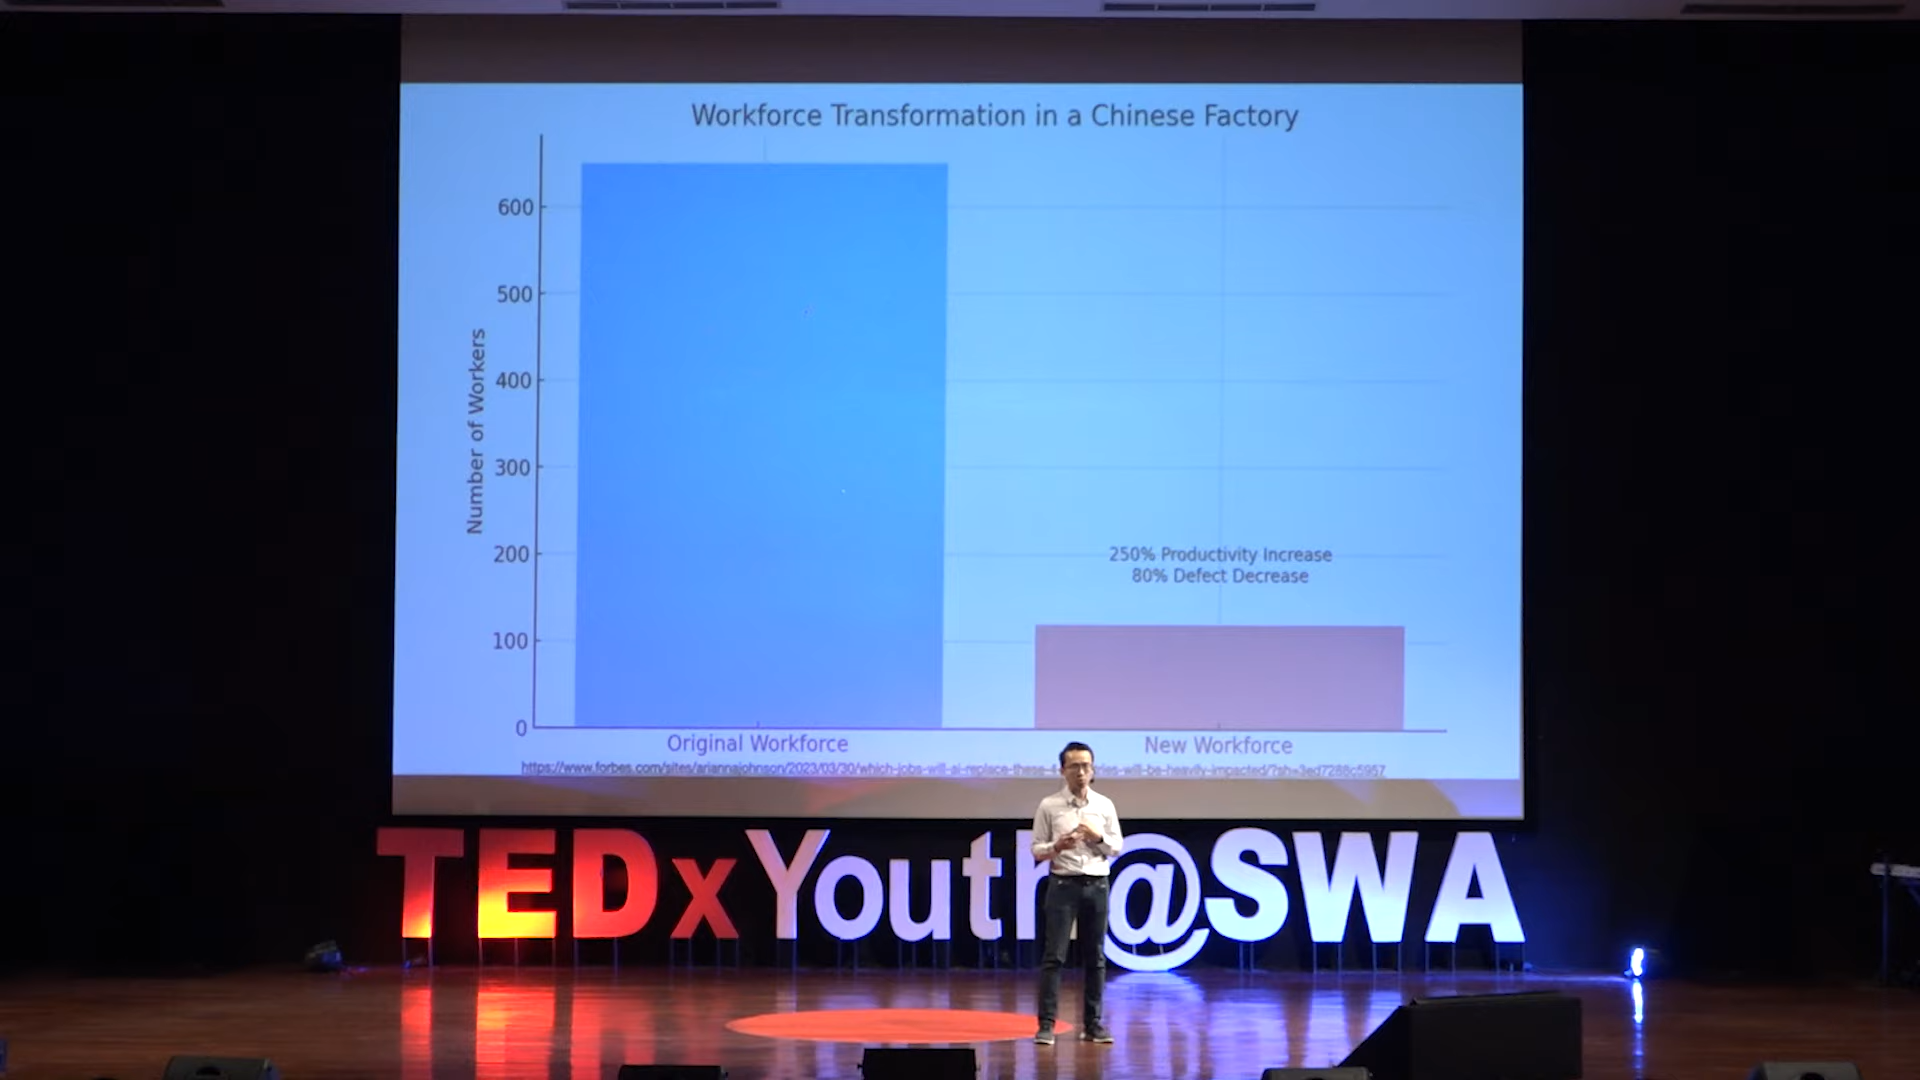 Workforce Transformation in a Chinese Factory
600
500
400
300
200
100
0
Number of Workers
250% Productivity Increase
80% Defect Decrease
Original Workforce
New Workforce
https://www.forbes.com/sites/ariannajohnson/2023/03/30/which-jobs-will-ai-replace-these-
TEDxYouth@SWA